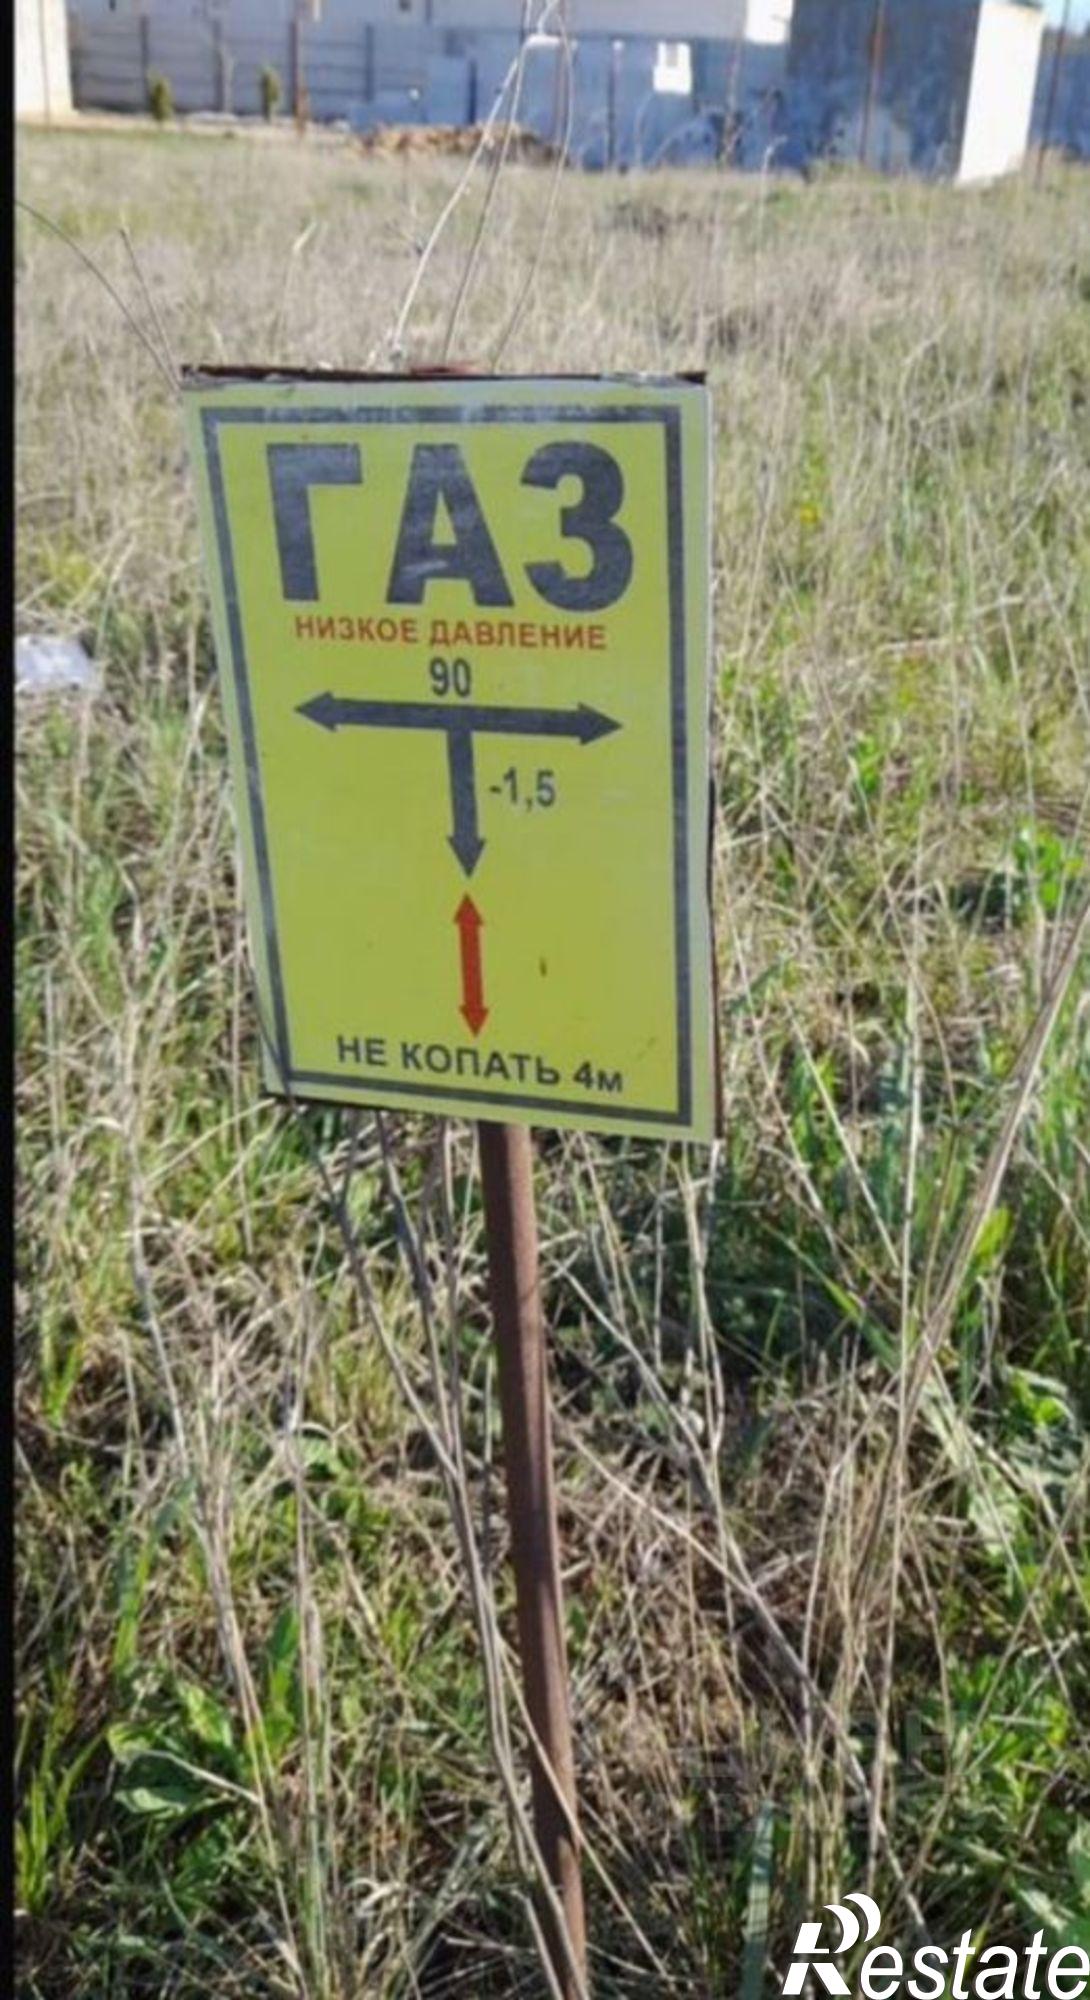 ГАЗ
НИЗКОЕ ДАВЛЕНИЕ
90
-1,5
НЕ КОПАТЬ 4м
Restate